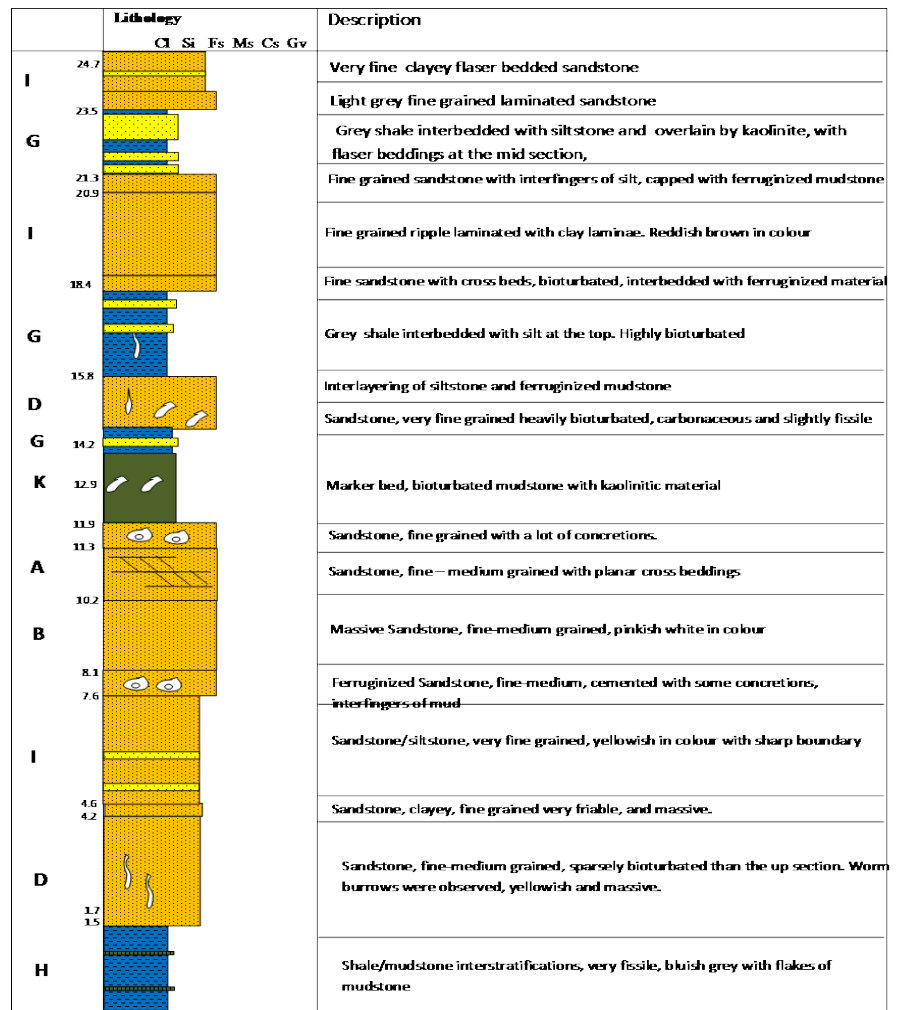 Lithology Description
Cl Si Fs Ms Cs Gv
24.7 Very fine clayey flaser bedded sandstone
I
Light grey fine grained laminated sandstone
23.5
Grey shale interbedded with siltstone and overlain by kaolinite, with
G
flaser beddings at the mid section,
21.3 Fine grained sandstone with interfingers of silt, capped with ferruginized mudstone
20.9
I Fine grained ripple laminated with clay laminae. Reddish brown in colour
18.4 Fine sandstone with cross beds, bioturbated, interbedded with ferruginized material
G Grey shale interbedded with silt at the top. Highly bioturbated
15.8
Interlayering of siltstone and ferruginized mudstone
D
Sandstone, very fine grained heavily bioturbated, carbonaceous and slightly fissile
G 14.2
K 12.9 Marker bed, bioturbated mudstone with kaolinitic material
11.9
Sandstone, fine grained with a lot of concretions.
11.3
A Sandstone, fine – medium grained with planar cross beddings
10.2
B Massive Sandstone, fine-medium grained, pinkish white in colour
8.1
Ferruginized Sandstone, fine-medium, cemented with some concretions,
7.6
interfingers of mud
Sandstone/siltstone, very fine grained, yellowish in colour with sharp boundary
I
4.6
Sandstone, clayey, fine grained very friable, and massive.
4.2
Sandstone, fine-medium grained, sparsely bioturbated than the up section. Worm
D burrows were observed, yellowish and massive.
1.7
1.5
Shale/mudstone interstratifications, very fissile, bluish grey with flakes of
H
mudstone